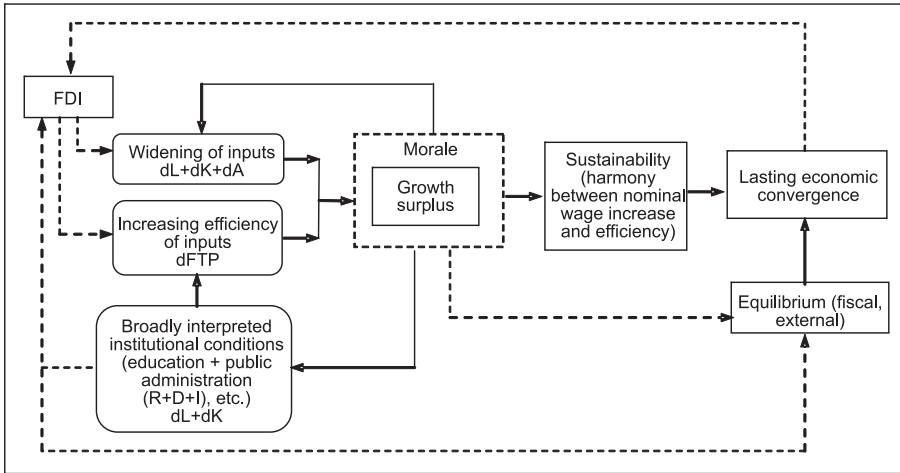 FDI
Widening of inputs
dL+dK+dA
Increasing efficiency
of inputs
dFTP
Broadly interpreted
institutional conditions
(education + public
administration
(R+D+I), etc.)
dL+dK
Morale
Growth
surplus
Sustainability
(harmony
between nominal
wage increase
and efficiency)
Lasting economic
convergence
Equilibrium (fiscal,
external)